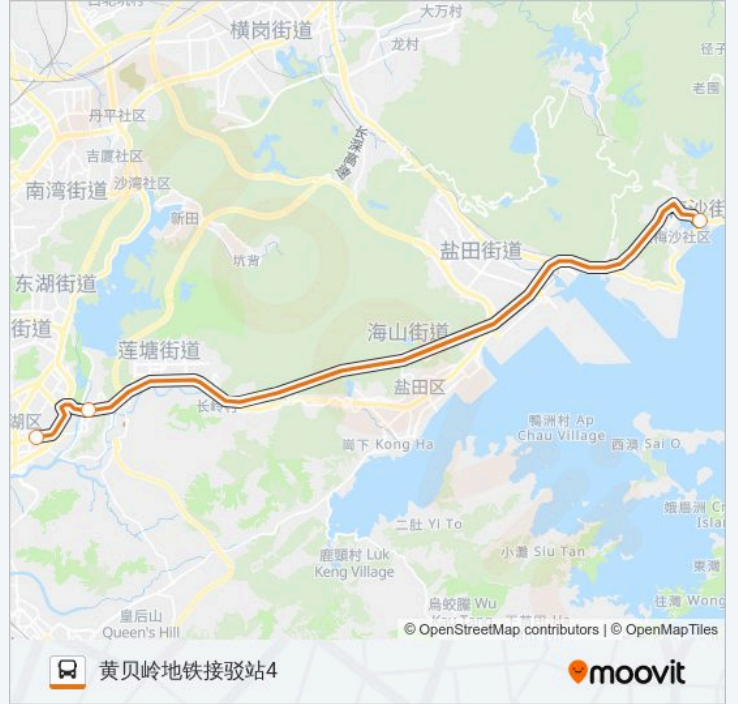 大万村
横岗街道
龙村
径子
老围
丹平社区
长深高速
吉厦社区
南湾街道
沙湾社区
新田
盐田街道
梅沙社区
坑背
东湖街道
海山街道
街道
莲塘街道
盐田区
长岭村
湖区
鴨洲村 Ap
Chau Village
崗下 Kong Ha
西澳 Sai O
二肚 Yi To
小灘 Siu Tan
鹿頸村 Luk
Keng Village
東灣
烏蛟騰 Wu
往灣 Wong
皇后山
Queen's Hill
© OpenStreetMap contributors | © OpenMapTiles
黄贝岭地铁接驳站4
moovit